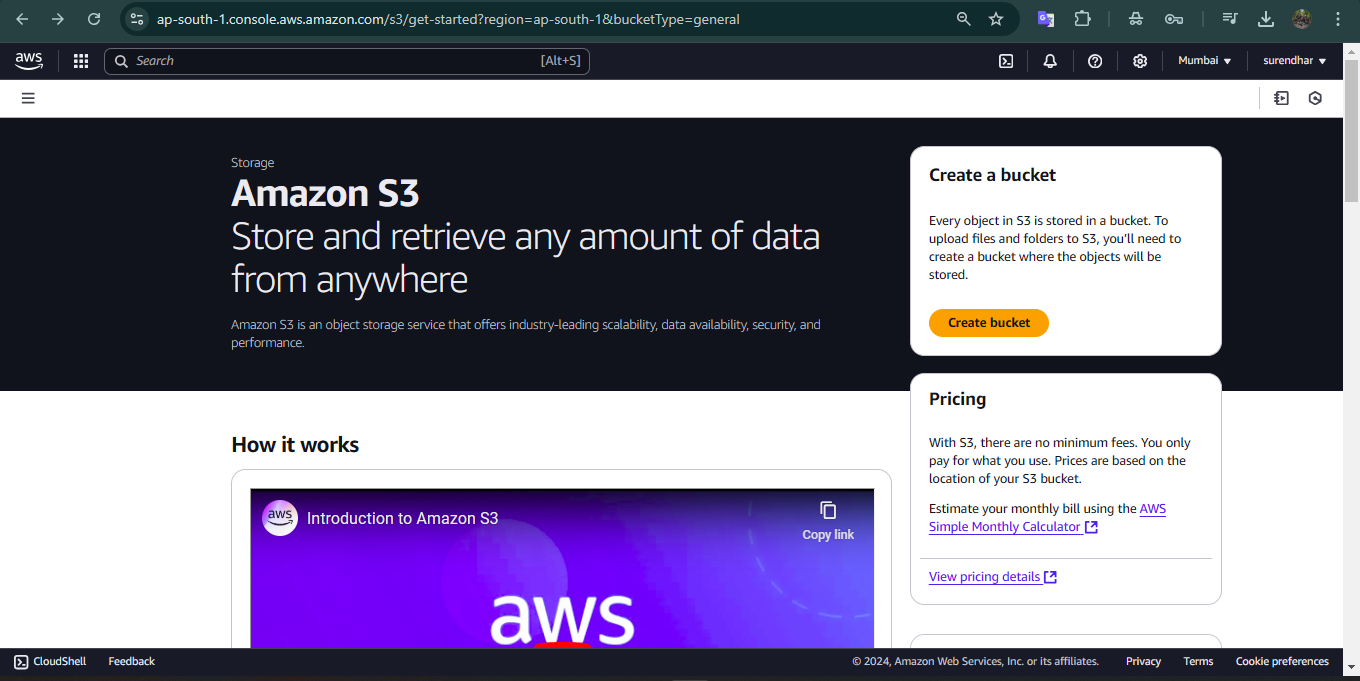 ap-south-1.console.aws.amazon.com/s3/get-started?region=ap-south-1&bucketType=general
aws
Search
[Alt+S]
Mumbai
surendhar
Storage
Amazon S3
Store and retrieve any amount of data
from anywhere
Amazon S3 is an object storage service that offers industry-leading scalability, data availability, security, and
performance.
Create a bucket
Every object in S3 is stored in a bucket. To
upload files and folders to S3, you'll need to
create a bucket where the objects will be
stored.
Create bucket
Pricing
With S3, there are no minimum fees. You only
pay for what you use. Prices are based on the
location of your S3 bucket.
Estimate your monthly bill using the AWS
Simple Monthly Calculator
View pricing details
How it works
aws
Introduction to Amazon S3
Copy link
aws
CloudShell
Feedback
© 2024, Amazon Web Services, Inc. or its affiliates.
Privacy
Terms
Cookie preferences